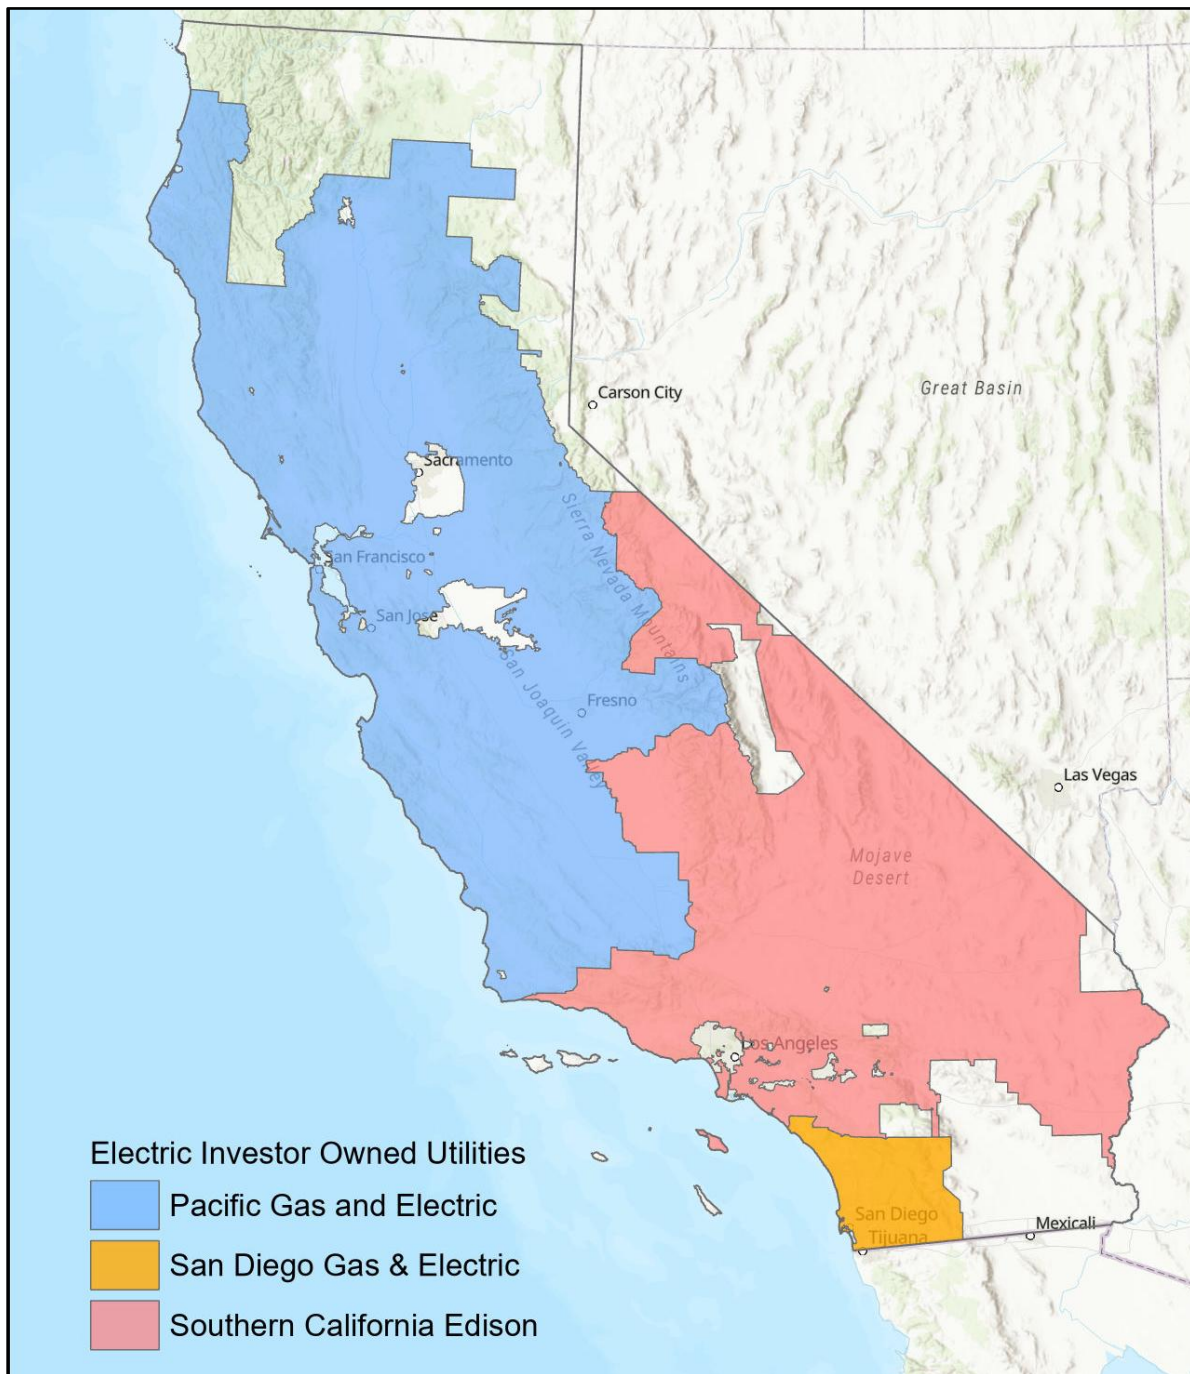 Carson City
Great Basin
Sacramento
Sierra Nevada Mountains
San Francisco
San Jose
San Joaquin Valley
Fresno
Las Vegas
Mojave
Desert
Los Angeles
San Diego
Tijuana
Mexicali
Electric Investor Owned Utilities
Pacific Gas and Electric
San Diego Gas & Electric
Southern California Edison